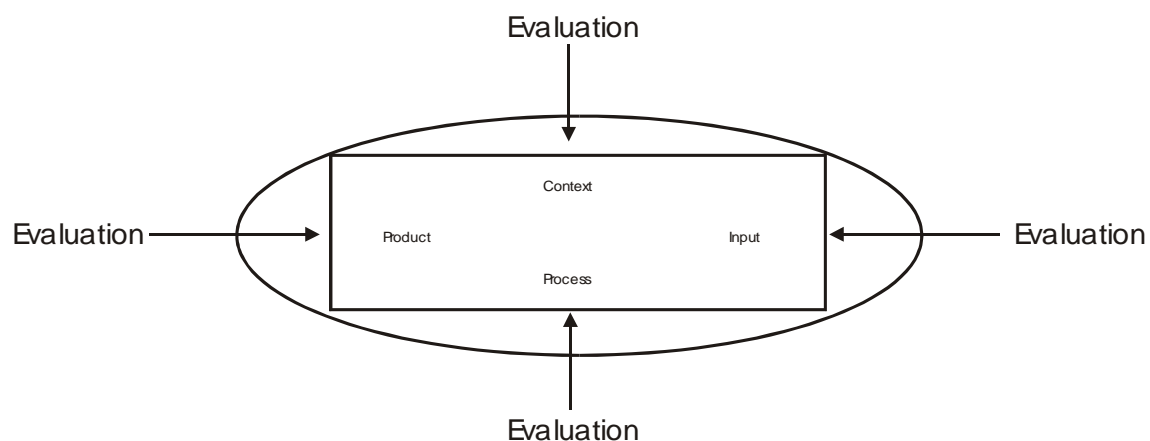 Evaluation
Context
Evaluation
Product
Input
Evaluation
Process
Evaluation